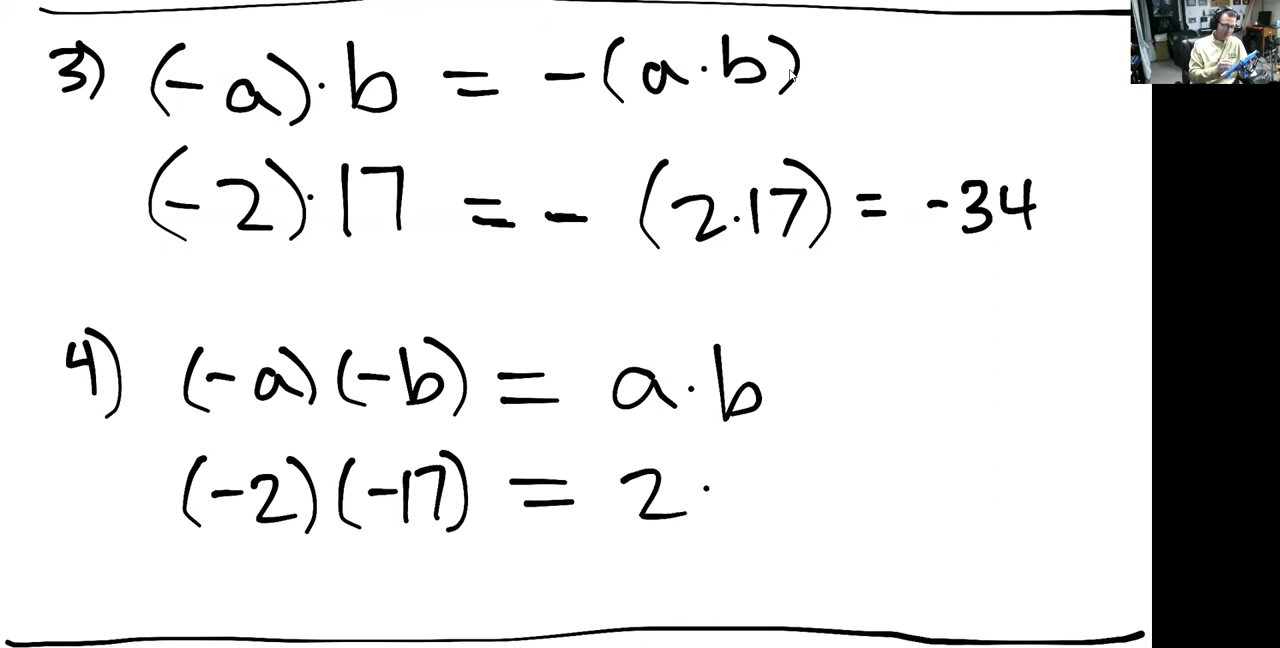 3) (-a)·b = -(a·b)
(-2)·17 = -(2·17) = -34
4) (-a)(-b) = a·b
(-2)(-17) = 2·